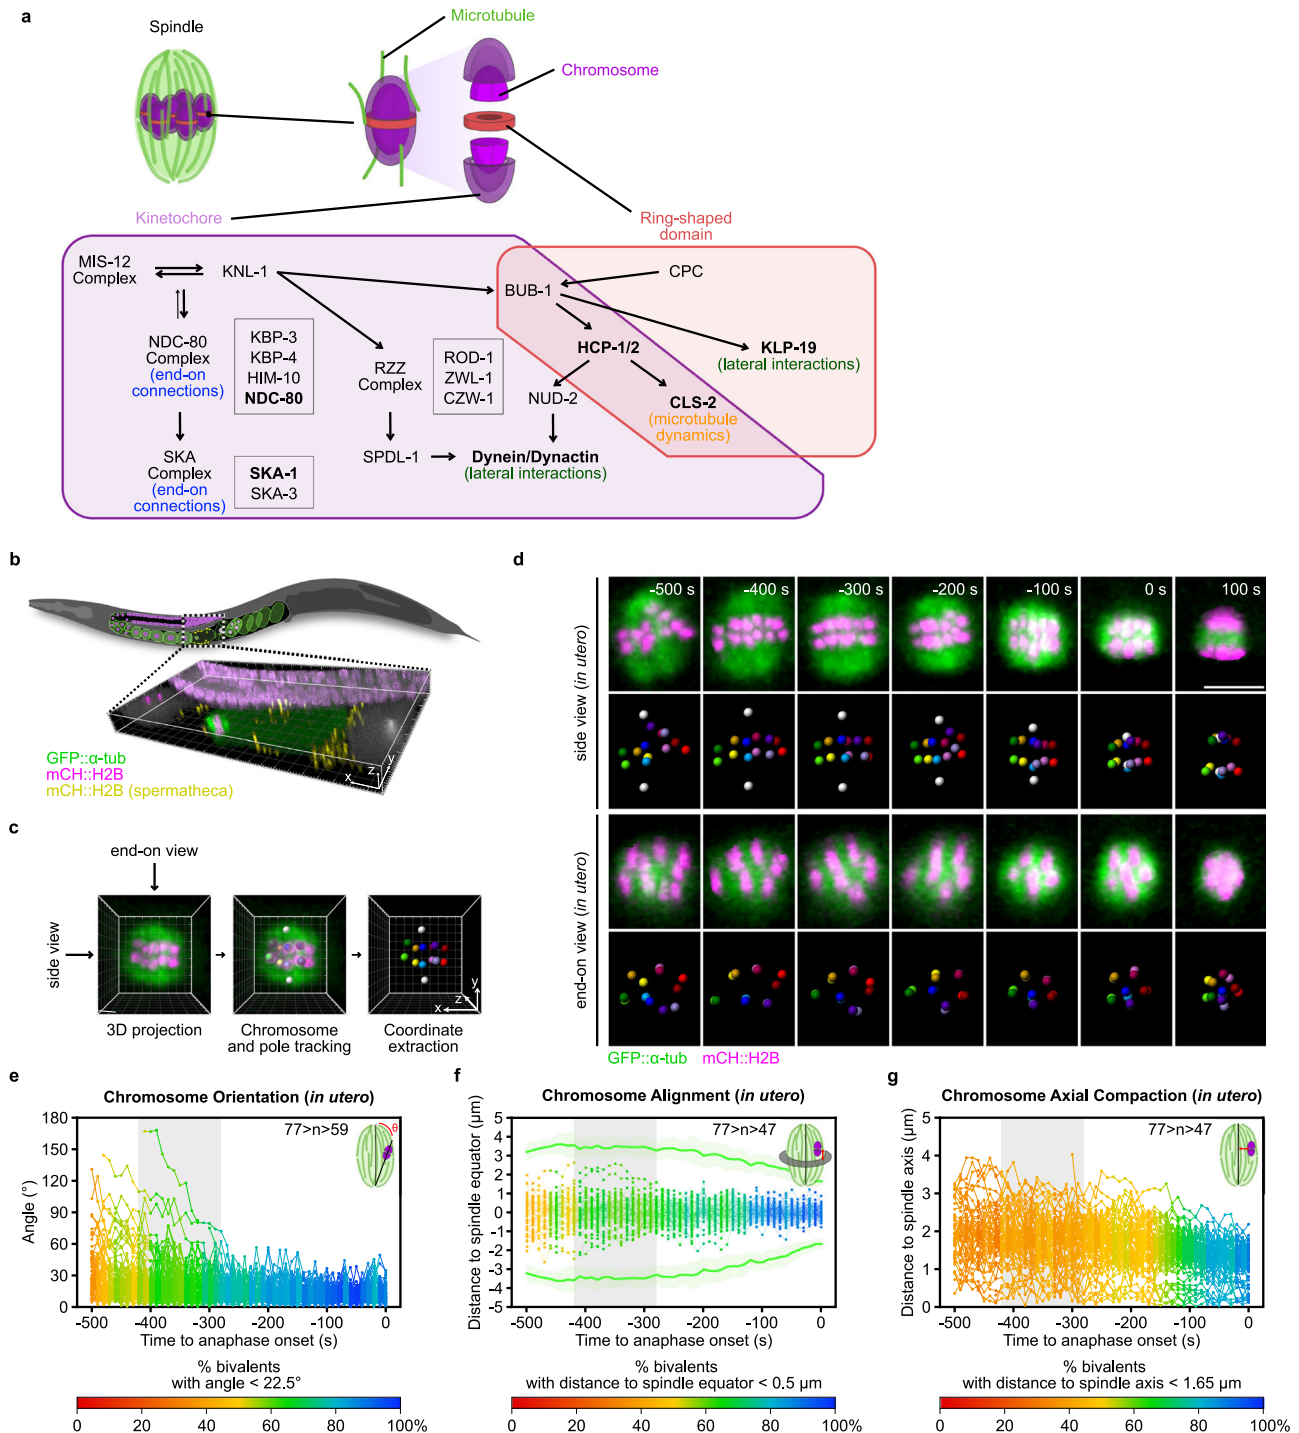 a
Spindle
Microtubule
Chromosome
Kinetochore
Ring-shaped
domain
MIS-12
Complex
KNL-1
BUB-1
CPC
NDC-80
Complex
(end-on
connections)
KBP-3
KBP-4
HIM-10
NDC-80
RZZ
Complex
ROD-1
ZWL-1
CZW-1
HCP-1/2
NUD-2
KLP-19
(lateral interactions)
CLS-2
(microtubule
dynamics)
SKA
Complex
(end-on
connections)
SKA-1
SKA-3
SPDL-1
Dynein/Dynactin
(lateral interactions)
b
GFP::α-tub
mCH::H2B
mCH::H2B (spermatheca)
x
z
y
c
end-on view
side view
3D projection
Chromosome
and pole tracking
Coordinate
extraction
y
z
x
d
-500 s
-400 s
-300 s
-200 s
-100 s
0 s
100 s
side view (in utero)
end-on view (in utero)
GFP::α-tub
mCH::H2B
e
Chromosome Orientation (in utero)
77>n>59
θ
Angle (°)
180
150
120
90
60
30
0
-500 -400 -300 -200 -100 0
Time to anaphase onset (s)
% bivalents
with angle < 22.5°
0 20 40 60 80 100%
f
Chromosome Alignment (in utero)
77>n>47
Distance to spindle equator (µm)
5
4
3
2
1
0
-1
-2
-3
-4
-5
-500 -400 -300 -200 -100 0
Time to anaphase onset (s)
% bivalents
with distance to spindle equator < 0.5 µm
0 20 40 60 80 100%
g
Chromosome Axial Compaction (in utero)
77>n>47
Distance to spindle axis (µm)
5
4
3
2
1
0
-500 -400 -300 -200 -100 0
Time to anaphase onset (s)
% bivalents
with distance to spindle axis < 1.65 µm
0 20 40 60 80 100%